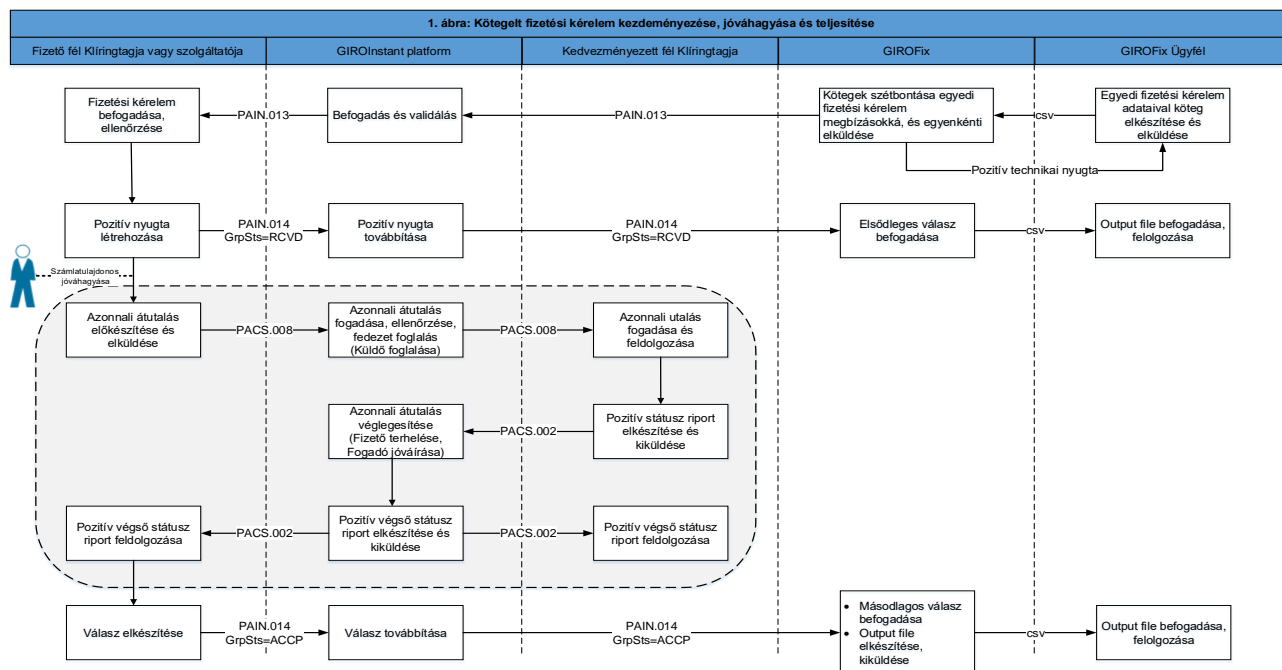 1. ábra: Kötegelt fizetési kérelem kezdeményezése, jóváhagyása és teljesítése
Fizető fél Klíringtagja vagy szolgáltatója
GIROInstant platform
Kedvezményezett fél Klíringtagja
GIROFix
GIROFix Ügyfél
Fizetési kérelem
befogadása,
ellenőrzése
PAIN.013
Befogadás és validálás
PAIN.013
Kötegek szétbontása egyedi
fizetési kérelem
megbízásokká, és egyenkénti
elküldése
csv
Egyedi fizetési kérelem
adataival köteg
elkészítése és
elküldése
Pozitív technikai nyugta
Pozitív nyugta
létrehozása
PAIN.014
GrpSts=RCVD
Pozitív nyugta
továbbítása
PAIN.014
GrpSts=RCVD
Elsődleges válasz
befogadása
csv
Output file befogadása,
felolgozása
Számlatulajdonos
jóváhagyása
Azonnali átutalás
előkészítése és
elküldése
PACS.008
Azonnali átutalás
fogadása, ellenőrzése,
fedezet foglalás
(Küldő foglalása)
PACS.008
Azonnali utalás
fogadása és
feldolgozása
Azonnali átutalás
véglegesítése
(Fizető terhelése,
Fogadó jóváírása)
PACS.002
Pozitív státusz riport
elkészítése és
kiküldése
Pozitív végső státusz
riport feldolgozása
PACS.002
Pozitív végső státusz
riport elkészítése és
kiküldése
PACS.002
Pozitív végső státusz
riport feldolgozása
Válasz elkészítése
PAIN.014
GrpSts=ACCP
Válasz továbbítása
PAIN.014
GrpSts=ACCP
• Másodlagos válasz
befogadása
• Output file
elkészítése,
kiküldése
csv
Output file befogadása,
felolgozása